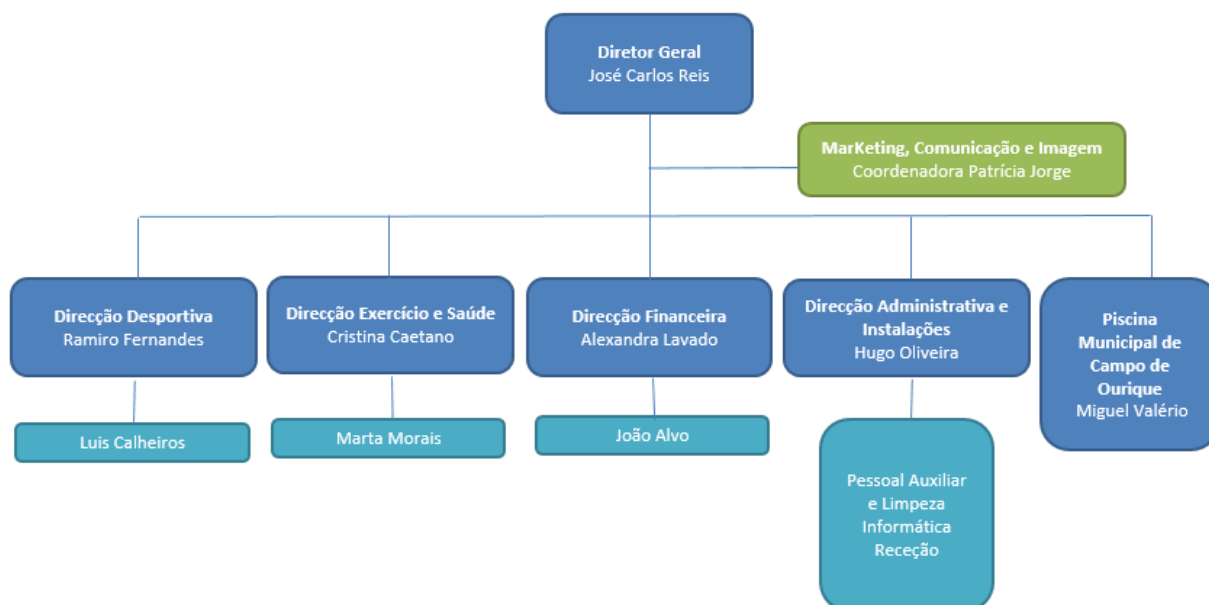 Diretor Geral
José Carlos Reis
MarKeting, Comunicação e Imagem
Coordenadora Patrícia Jorge
Direcção Desportiva
Ramiro Fernandes
Direcção Exercício e Saúde
Cristina Caetano
Direcção Financeira
Alexandra Lavado
Direcção Administrativa e
Instalações
Hugo Oliveira
Piscina
Municipal de
Campo de
Ourique
Miguel Valério
Luis Calheiros
Marta Morais
João Alvo
Pessoal Auxiliar
e Limpeza
Informática
Receção